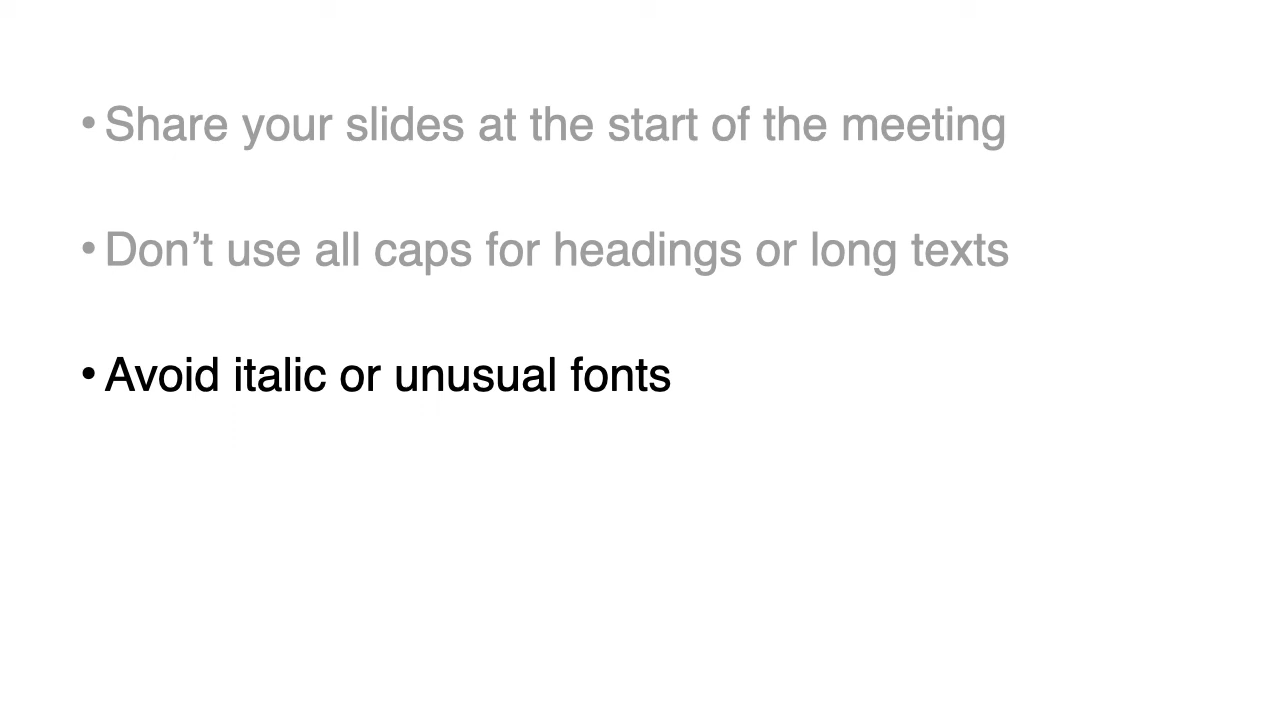 • Share your slides at the start of the meeting
• Don’t use all caps for headings or long texts
• Avoid italic or unusual fonts